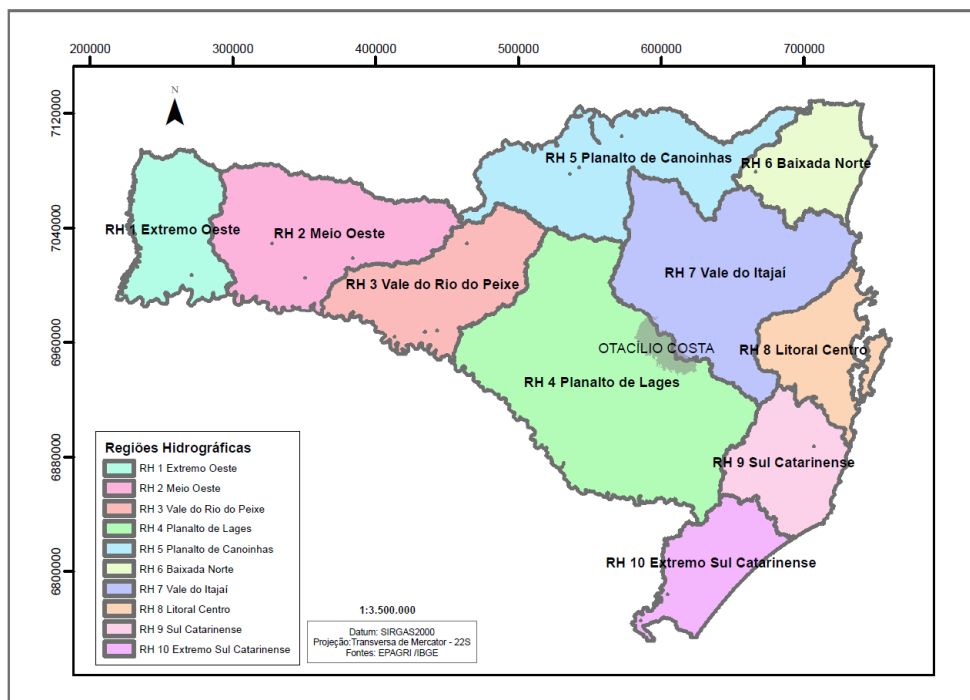 200000 300000 400000 500000 600000 700000
N
7120000
RH 5 Planalto de Canoinhas
RH 6 Baixada Norte
7040000
RH 1 Extremo Oeste
RH 2 Meio Oeste
RH 7 Vale do Itajaí
RH 3 Vale do Rio do Peixe
6960000
OTACÍLIO COSTA
RH 8 Litoral Centro
RH 4 Planalto de Lages
6880000
RH 9 Sul Catarinense
RH 10 Extremo Sul Catarinense
6800000
Regiões Hidrográficas
RH 1 Extremo Oeste
RH 2 Meio Oeste
RH 3 Vale do Rio do Peixe
RH 4 Planalto de Lages
RH 5 Planalto de Canoinhas
RH 6 Baixada Norte
RH 7 Vale do Itajaí
RH 8 Litoral Centro
RH 9 Sul Catarinense
RH 10 Extremo Sul Catarinense
1:3.500.000
Datum: SIRGAS2000
Projeção:Transversa de Mercator - 22S
Fontes: EPAGRI /IBGE